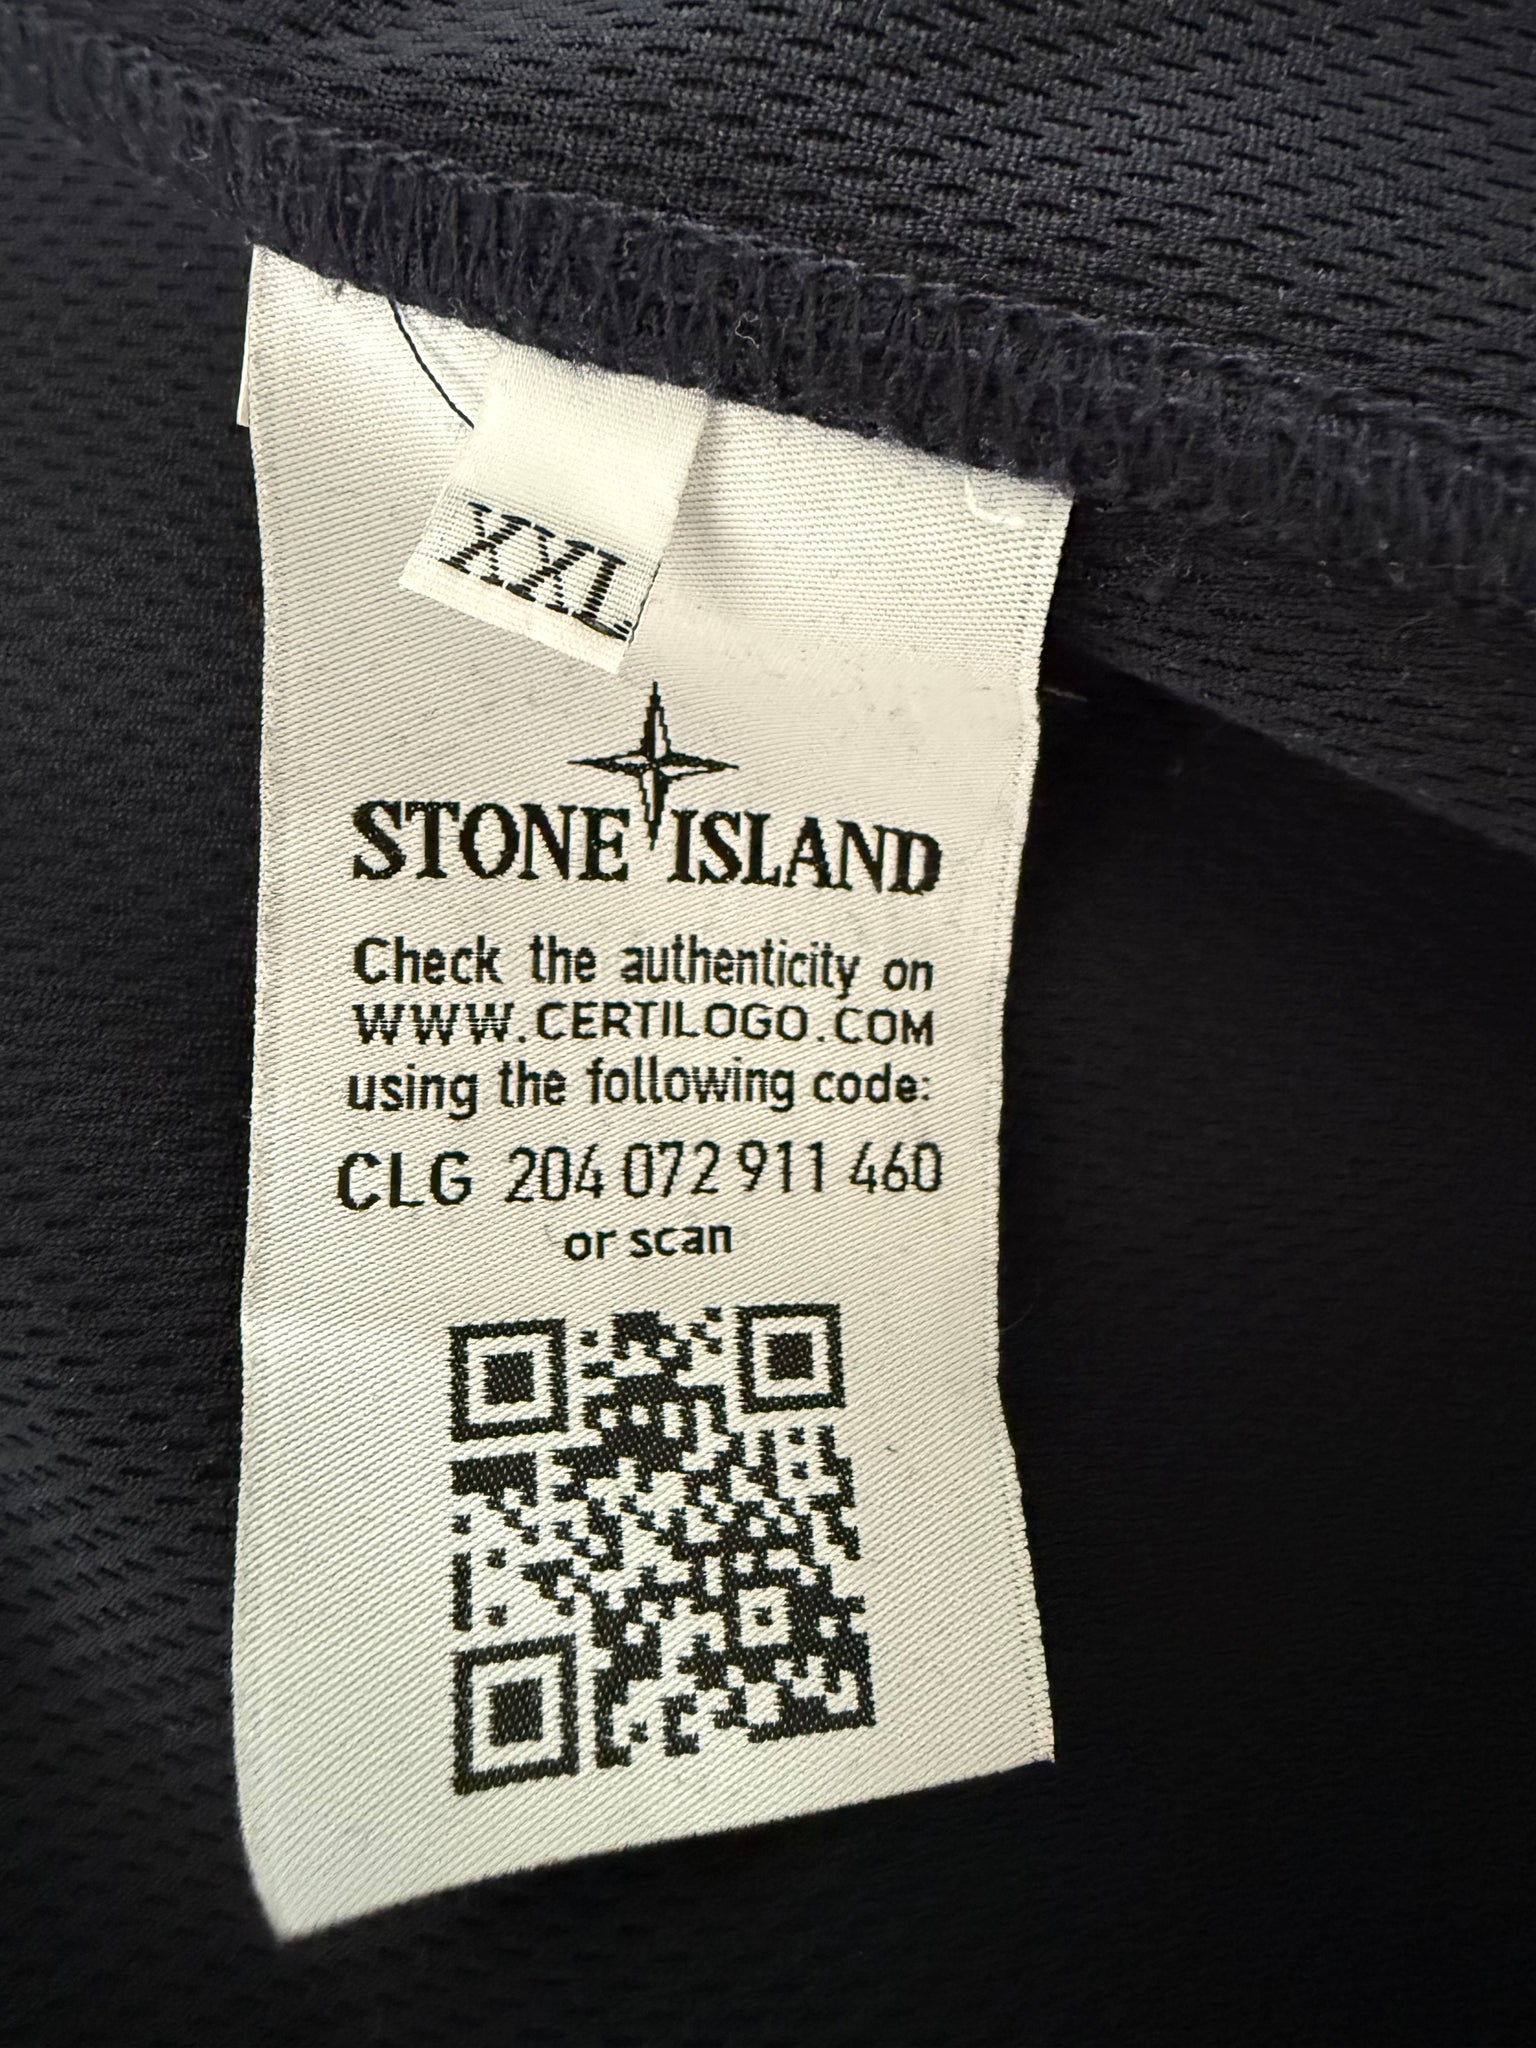 XXL
STONE ISLAND
Check the authenticity on
WWW.CERTILOGO.COM
using the following code:
CLG 204 072 911 460
or scan